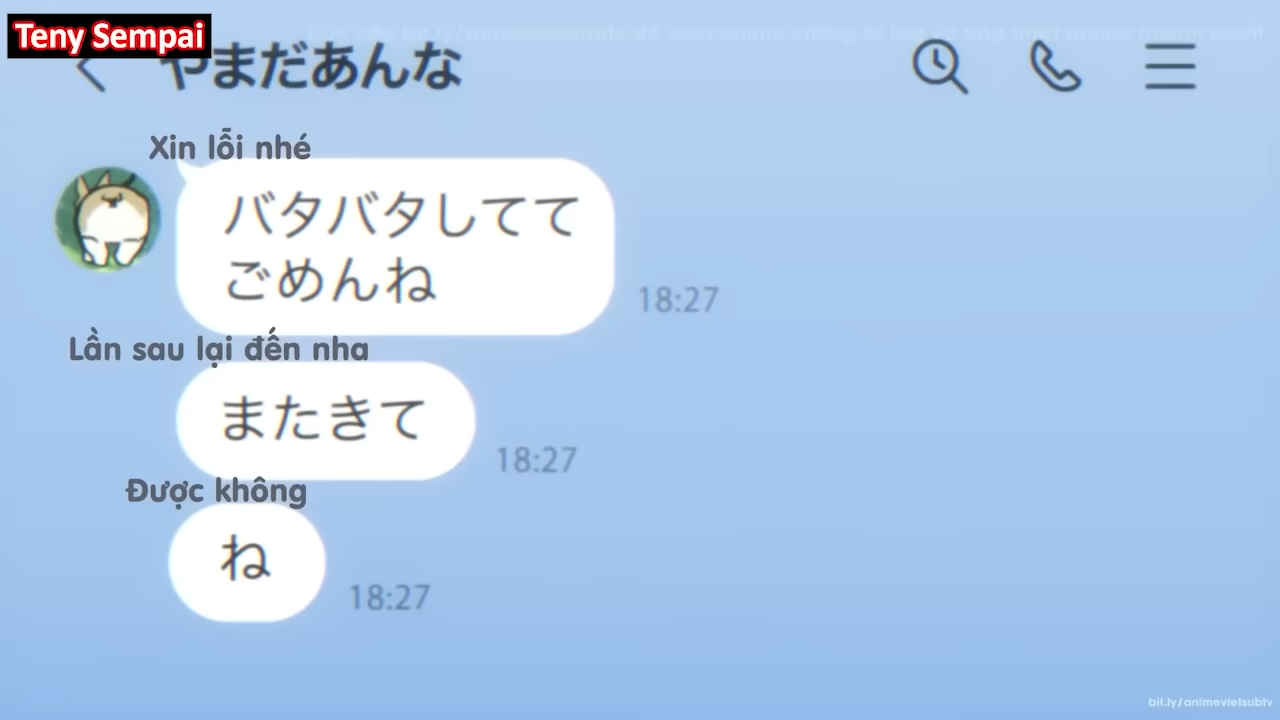 Teny Sempai
やまだあんな
Xin lỗi nhé
バタバタしてて
ごめんね
18:27
Lần sau lại đến nha
またきて
18:27
Được không
ね
18:27
bit.ly/animevietsubtv